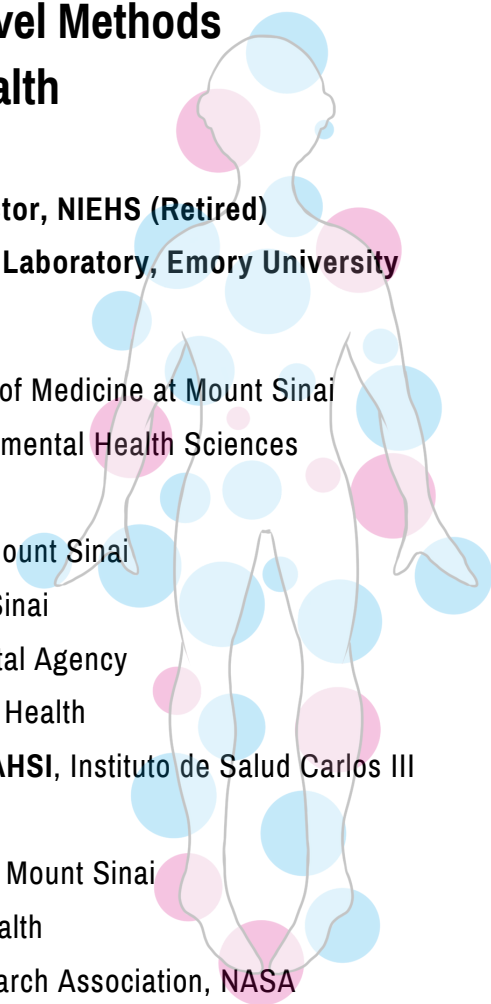 vel Methods
alth
tor, NIEHS (Retired)
Laboratory, Emory University
of Medicine at Mount Sinai
mental Health Sciences
ount Sinai
Sinai
tal Agency
Health
AHSI, Instituto de Salud Carlos III
Mount Sinai
alth
arch Association, NASA